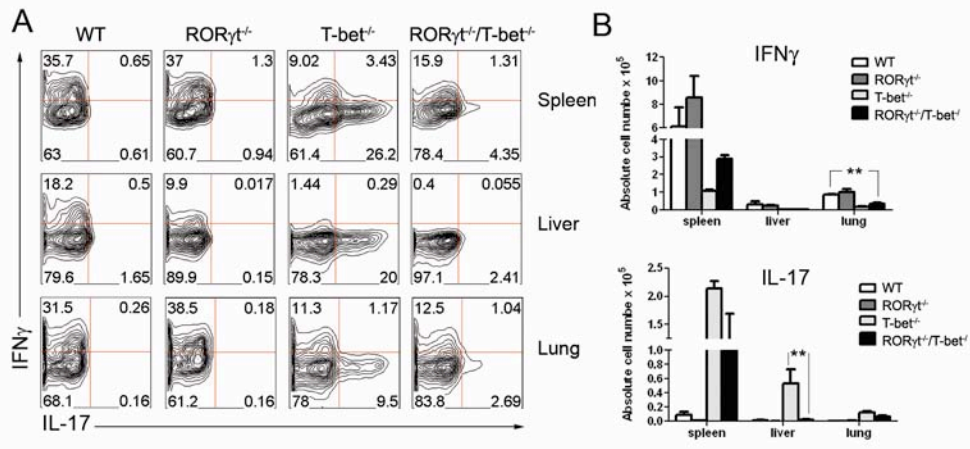 A
WT RORγt-/- T-bet-/- RORγt-/-/T-bet-/-
35.7 0.65 37 1.3 9.02 3.43 15.9 1.31
Spleen
63 0.61 60.7 0.94 61.4 26.2 78.4 4.35
18.2 0.5 9.9 0.017 1.44 0.29 0.4 0.055
Liver
79.6 1.65 89.9 0.15 78.3 20 97.1 2.41
31.5 0.26 38.5 0.18 11.3 1.17 12.5 1.04
Lung
68.1 0.16 61.2 0.16 78 9.5 83.8 2.69
IFNγ
IL-17
B
IFNγ
Absolute cell numbe x 10⁵
12
10
8
6
4
3
2
1
0
WT
RORγt-/-
T-bet-/-
RORγt-/-/T-bet-/
**
spleen liver lung
IL-17
Absolute cell numbe x 10⁵
2.5
2.0
1.5
1.0
0.8
0.6
0.4
0.2
0.0
WT
RORγt-/-
T-bet-/-
RORγt-/-/T-bet-/
**
spleen liver lung